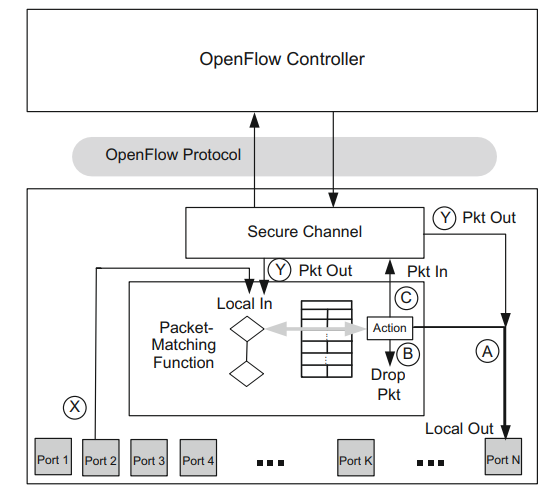 OpenFlow Controller
OpenFlow Protocol
Secure Channel
Y Pkt Out
Y Pkt Out
Pkt In
Local In
C
Packet-
Matching
Function
Action
B
A
Drop
Pkt
X
Local Out
Port 1
Port 2
Port 3
Port 4
Port K
Port N